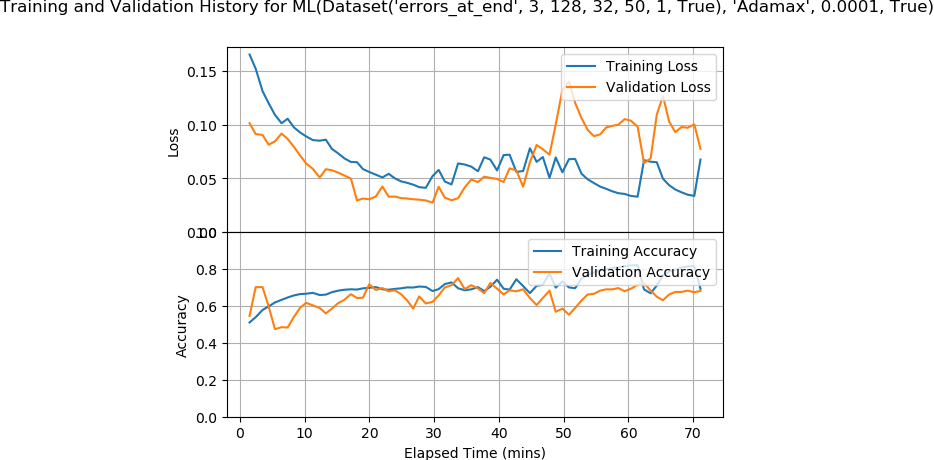 Training and Validation History for ML(Dataset('errors_at_end', 3, 128, 32, 50, 1, True), 'Adamax', 0.0001, True)
Training Loss
Validation Loss
0.15
0.10
0.05
0.00
Loss
Training Accuracy
Validation Accuracy
1.0
0.8
0.6
0.4
0.2
0.0
Accuracy
0 10 20 30 40 50 60 70
Elapsed Time (mins)